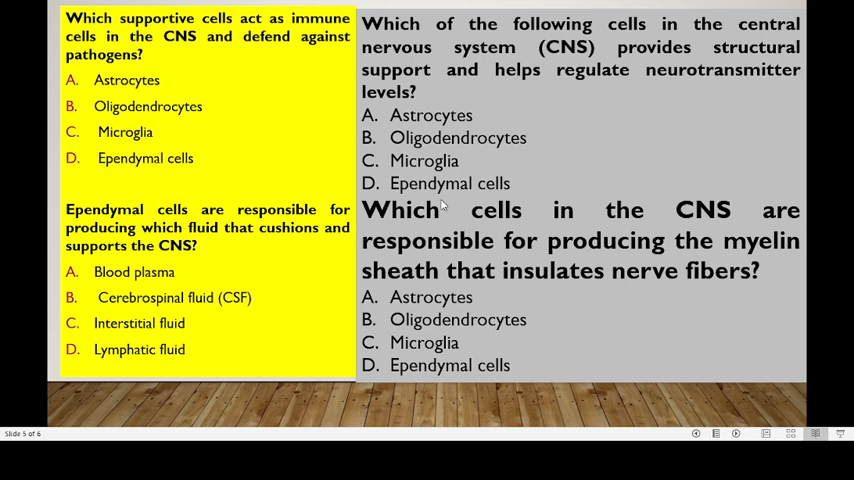 Which supportive cells act as immune
cells in the CNS and defend against
pathogens?
A. Astrocytes
B. Oligodendrocytes
C. Microglia
D. Ependymal cells
Ependymal cells are responsible for
producing which fluid that cushions and
supports the CNS?
A. Blood plasma
B. Cerebrospinal fluid (CSF)
C. Interstitial fluid
D. Lymphatic fluid
Which of the following cells in the central
nervous system (CNS) provides structural
support and helps regulate neurotransmitter
levels?
A. Astrocytes
B. Oligodendrocytes
C. Microglia
D. Ependymal cells
Which cells in the CNS are
responsible for producing the myelin
sheath that insulates nerve fibers?
A. Astrocytes
B. Oligodendrocytes
C. Microglia
D. Ependymal cells
Slide 5 of 6